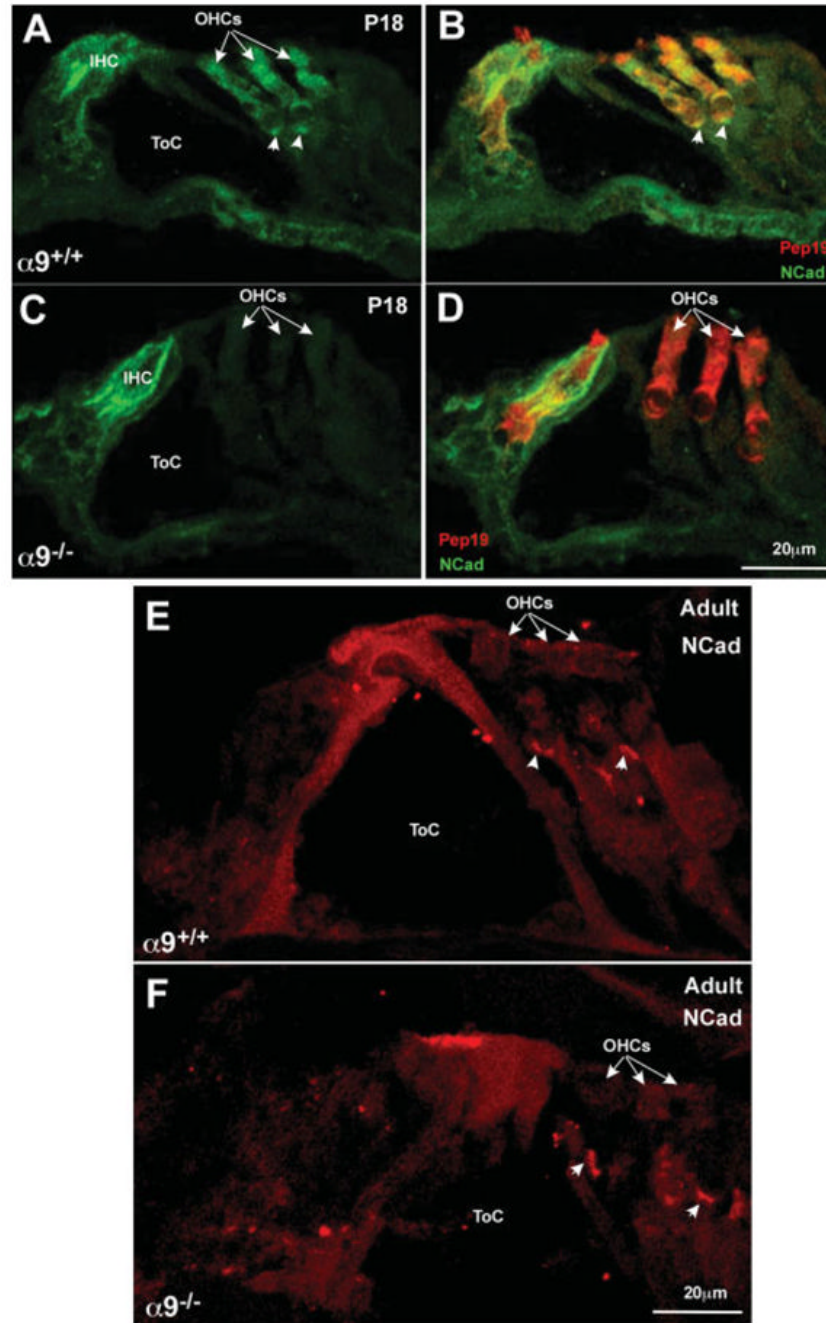 A
OHCs
P18
IHC
ToC
α9+/+
B
Pep19
NCad
C
OHCs
P18
IHC
ToC
α9-/-
D
OHCs
Pep19
NCad
20μm
E
OHCs
Adult
NCad
ToC
α9+/+
F
Adult
NCad
OHCs
ToC
20μm
α9-/-